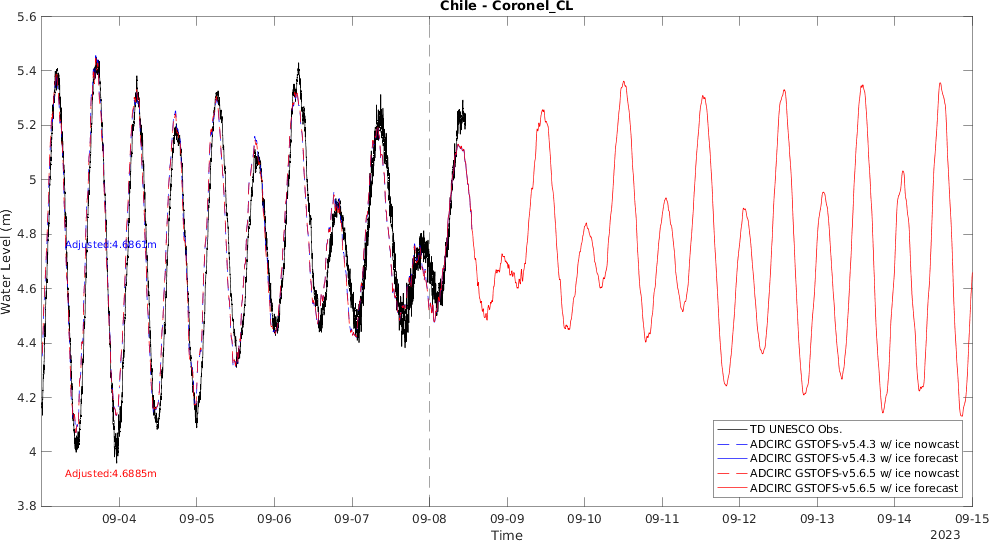 Chile - Coronel_CL
5.6
5.4
5.2
5
4.8
4.6
4.4
4.2
4
3.8
Water Level (m)
Adjusted:4.6861m
Adjusted:4.6885m
TD UNESCO Obs.
ADCIRC GSTOFS-v5.4.3 w/ ice nowcast
ADCIRC GSTOFS-v5.4.3 w/ ice forecast
ADCIRC GSTOFS-v5.6.5 w/ ice nowcast
ADCIRC GSTOFS-v5.6.5 w/ ice forecast
09-04 09-05 09-06 09-07 09-08 09-09 09-10 09-11 09-12 09-13 09-14 09-15
Time
2023